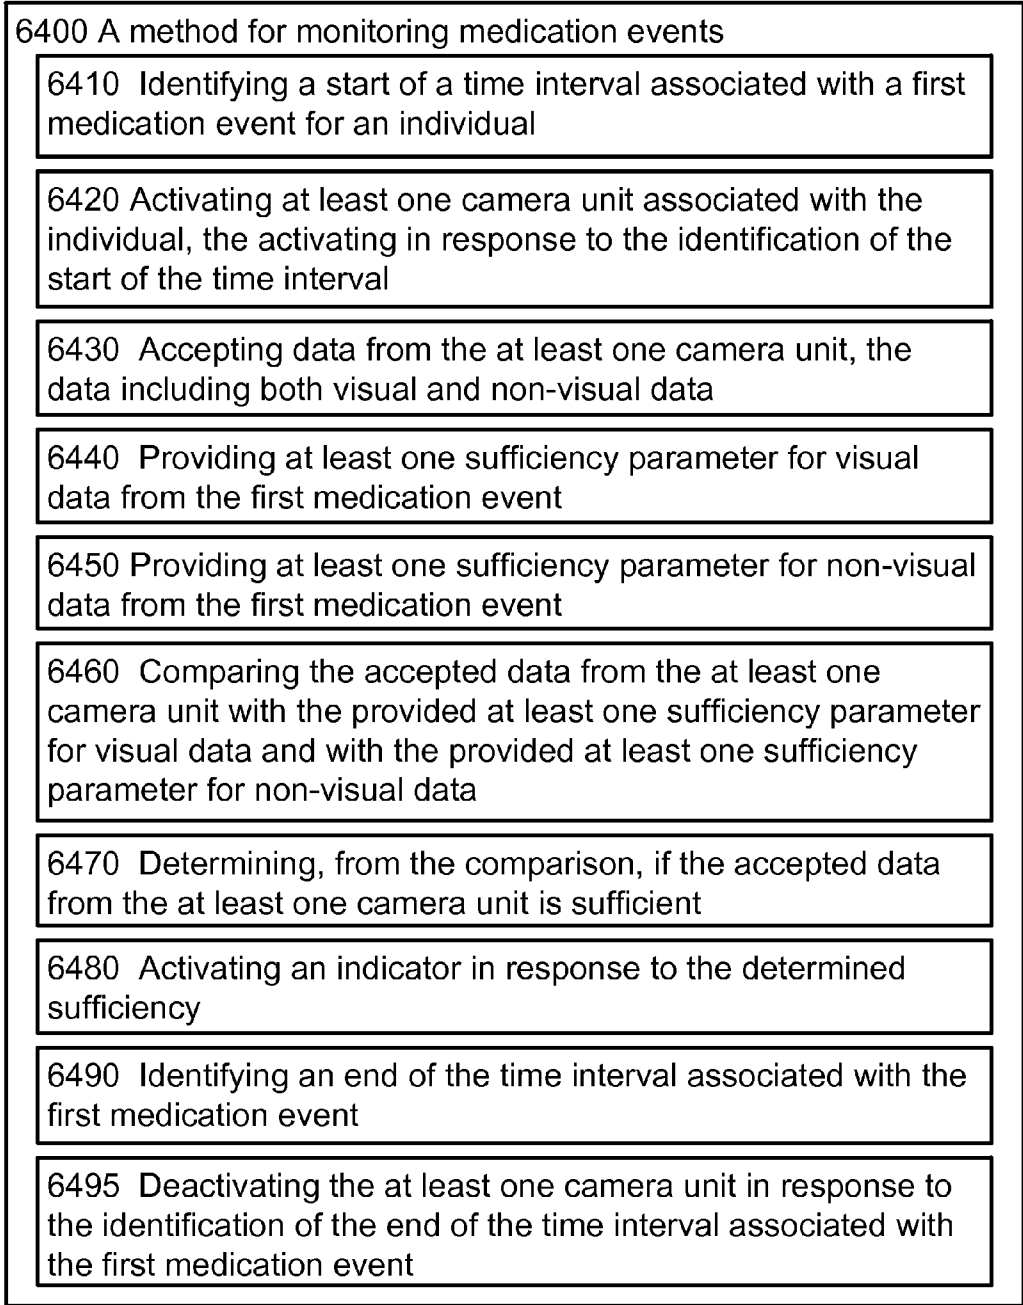 6400 A method for monitoring medication events
6410 Identifying a start of a time interval associated with a first
medication event for an individual
6420 Activating at least one camera unit associated with the
individual, the activating in response to the identification of the
start of the time interval
6430 Accepting data from the at least one camera unit, the
data including both visual and non-visual data
6440 Providing at least one sufficiency parameter for visual
data from the first medication event
6450 Providing at least one sufficiency parameter for non-visual
data from the first medication event
6460 Comparing the accepted data from the at least one
camera unit with the provided at least one sufficiency parameter
for visual data and with the provided at least one sufficiency
parameter for non-visual data
6470 Determining, from the comparison, if the accepted data
from the at least one camera unit is sufficient
6480 Activating an indicator in response to the determined
sufficiency
6490 Identifying an end of the time interval associated with the
first medication event
6495 Deactivating the at least one camera unit in response to
the identification of the end of the time interval associated with
the first medication event